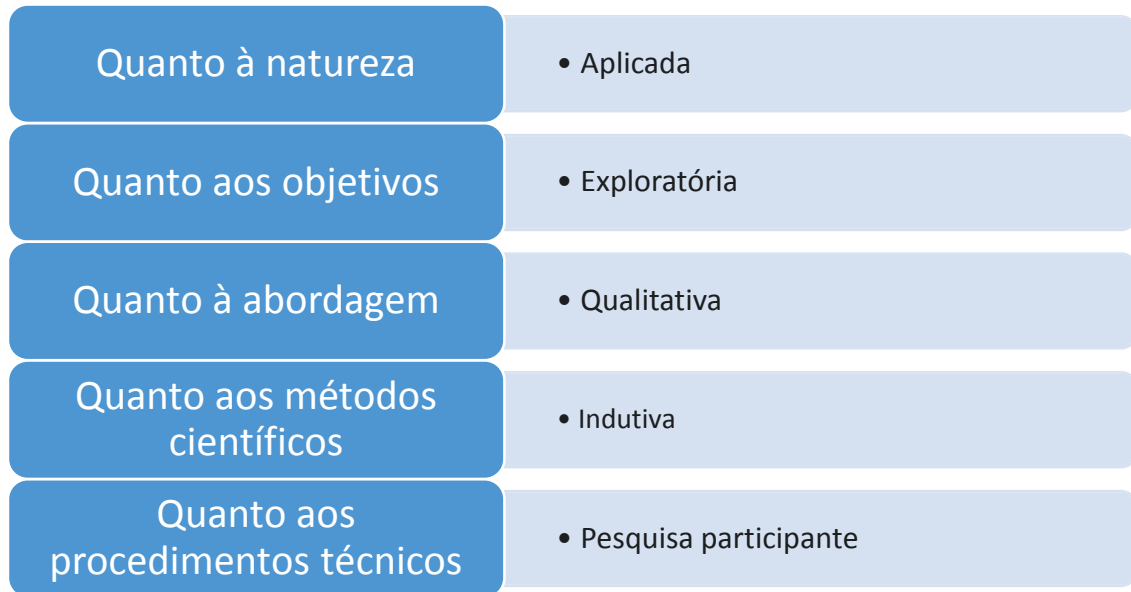 Quanto à natureza
• Aplicada
Quanto aos objetivos
• Exploratória
Quanto à abordagem
• Qualitativa
Quanto aos métodos
científicos
• Indutiva
Quanto aos
procedimentos técnicos
• Pesquisa participante